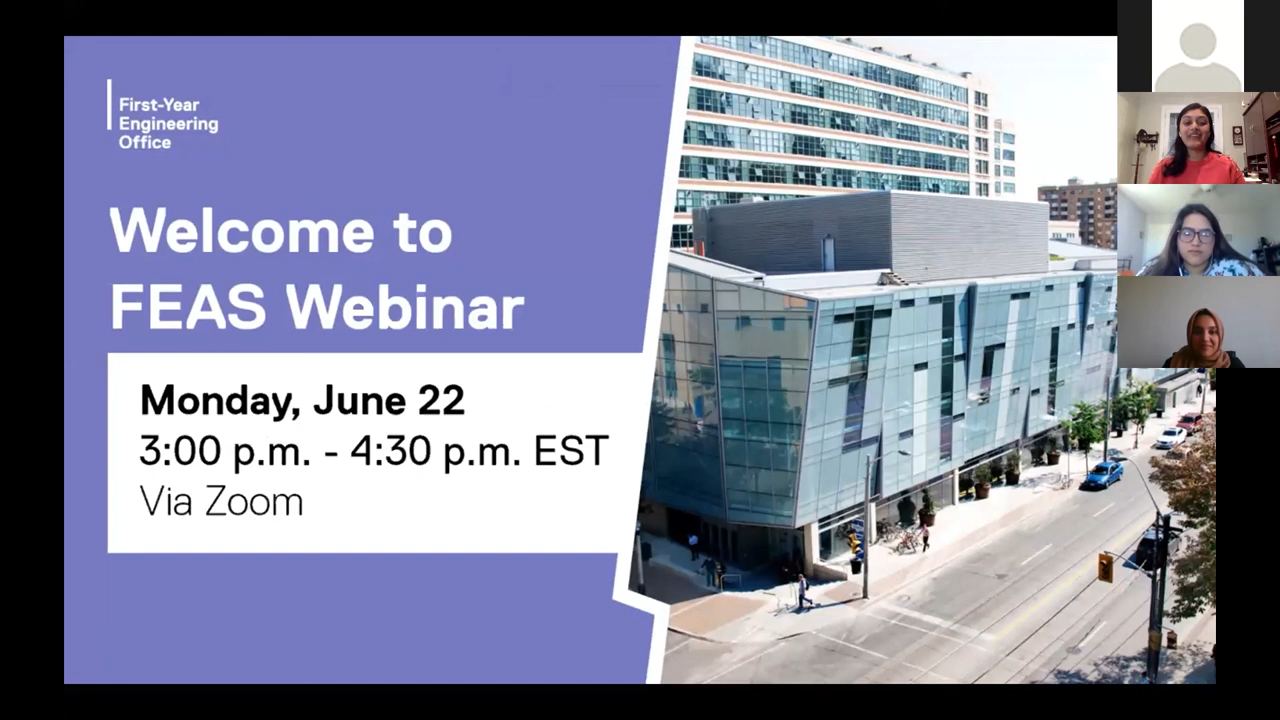 First-Year
Engineering
Office
Welcome to
FEAS Webinar
Monday, June 22
3:00 p.m. - 4:30 p.m. EST
Via Zoom